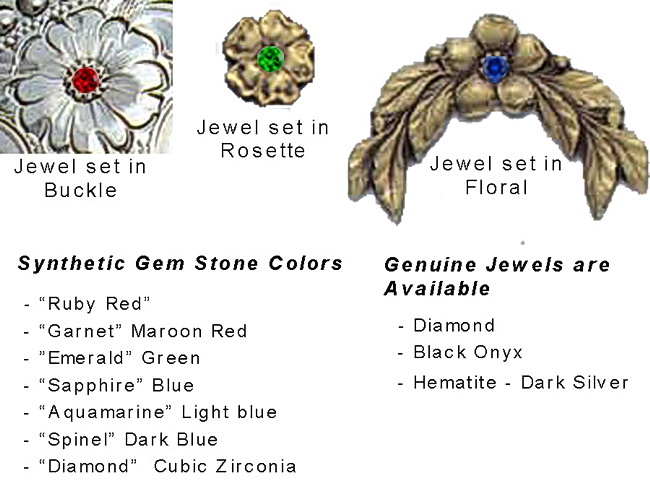 Jewel set in
Buckle
Jewel set in
Rosette
Jewel set in
Floral
Synthetic Gem Stone Colors
- “Ruby Red”
- “Garnet” Maroon Red
- ”Emerald” Green
- “Sapphire” Blue
- “Aquamarine” Light blue
- “Spinel” Dark Blue
- “Diamond”  Cubic Zirconia
Genuine Jewels are
Available
- Diamond
- Black Onyx
- Hematite - Dark Silver